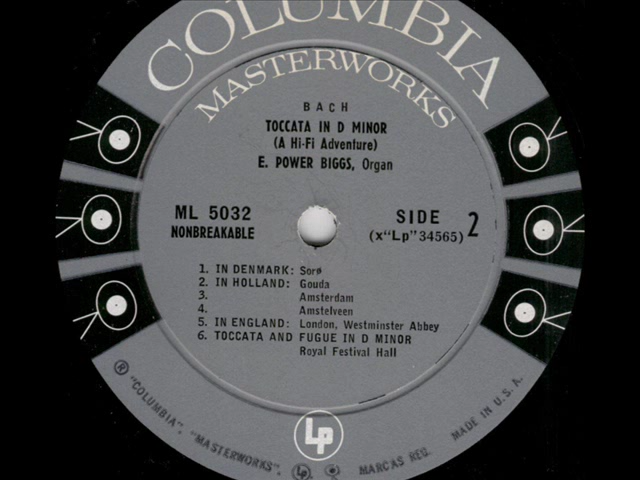 COLUMBIA
MASTERWORKS
BACH
TOCCATA IN D MINOR
(A Hi-Fi Adventure)
E. POWER BIGGS, Organ
ML 5032
NONBREAKABLE
SIDE 2
(x"Lp" 34565)
1. IN DENMARK: Sorø
2. IN HOLLAND: Gouda
3. Amsterdam
4. Amstelveen
5. IN ENGLAND: London, Westminster Abbey
6. TOCCATA AND FUGUE IN D MINOR
Royal Festival Hall
Lp
® "COLUMBIA", "MASTERWORKS", Lp MARCAS REG. MADE IN U.S.A.